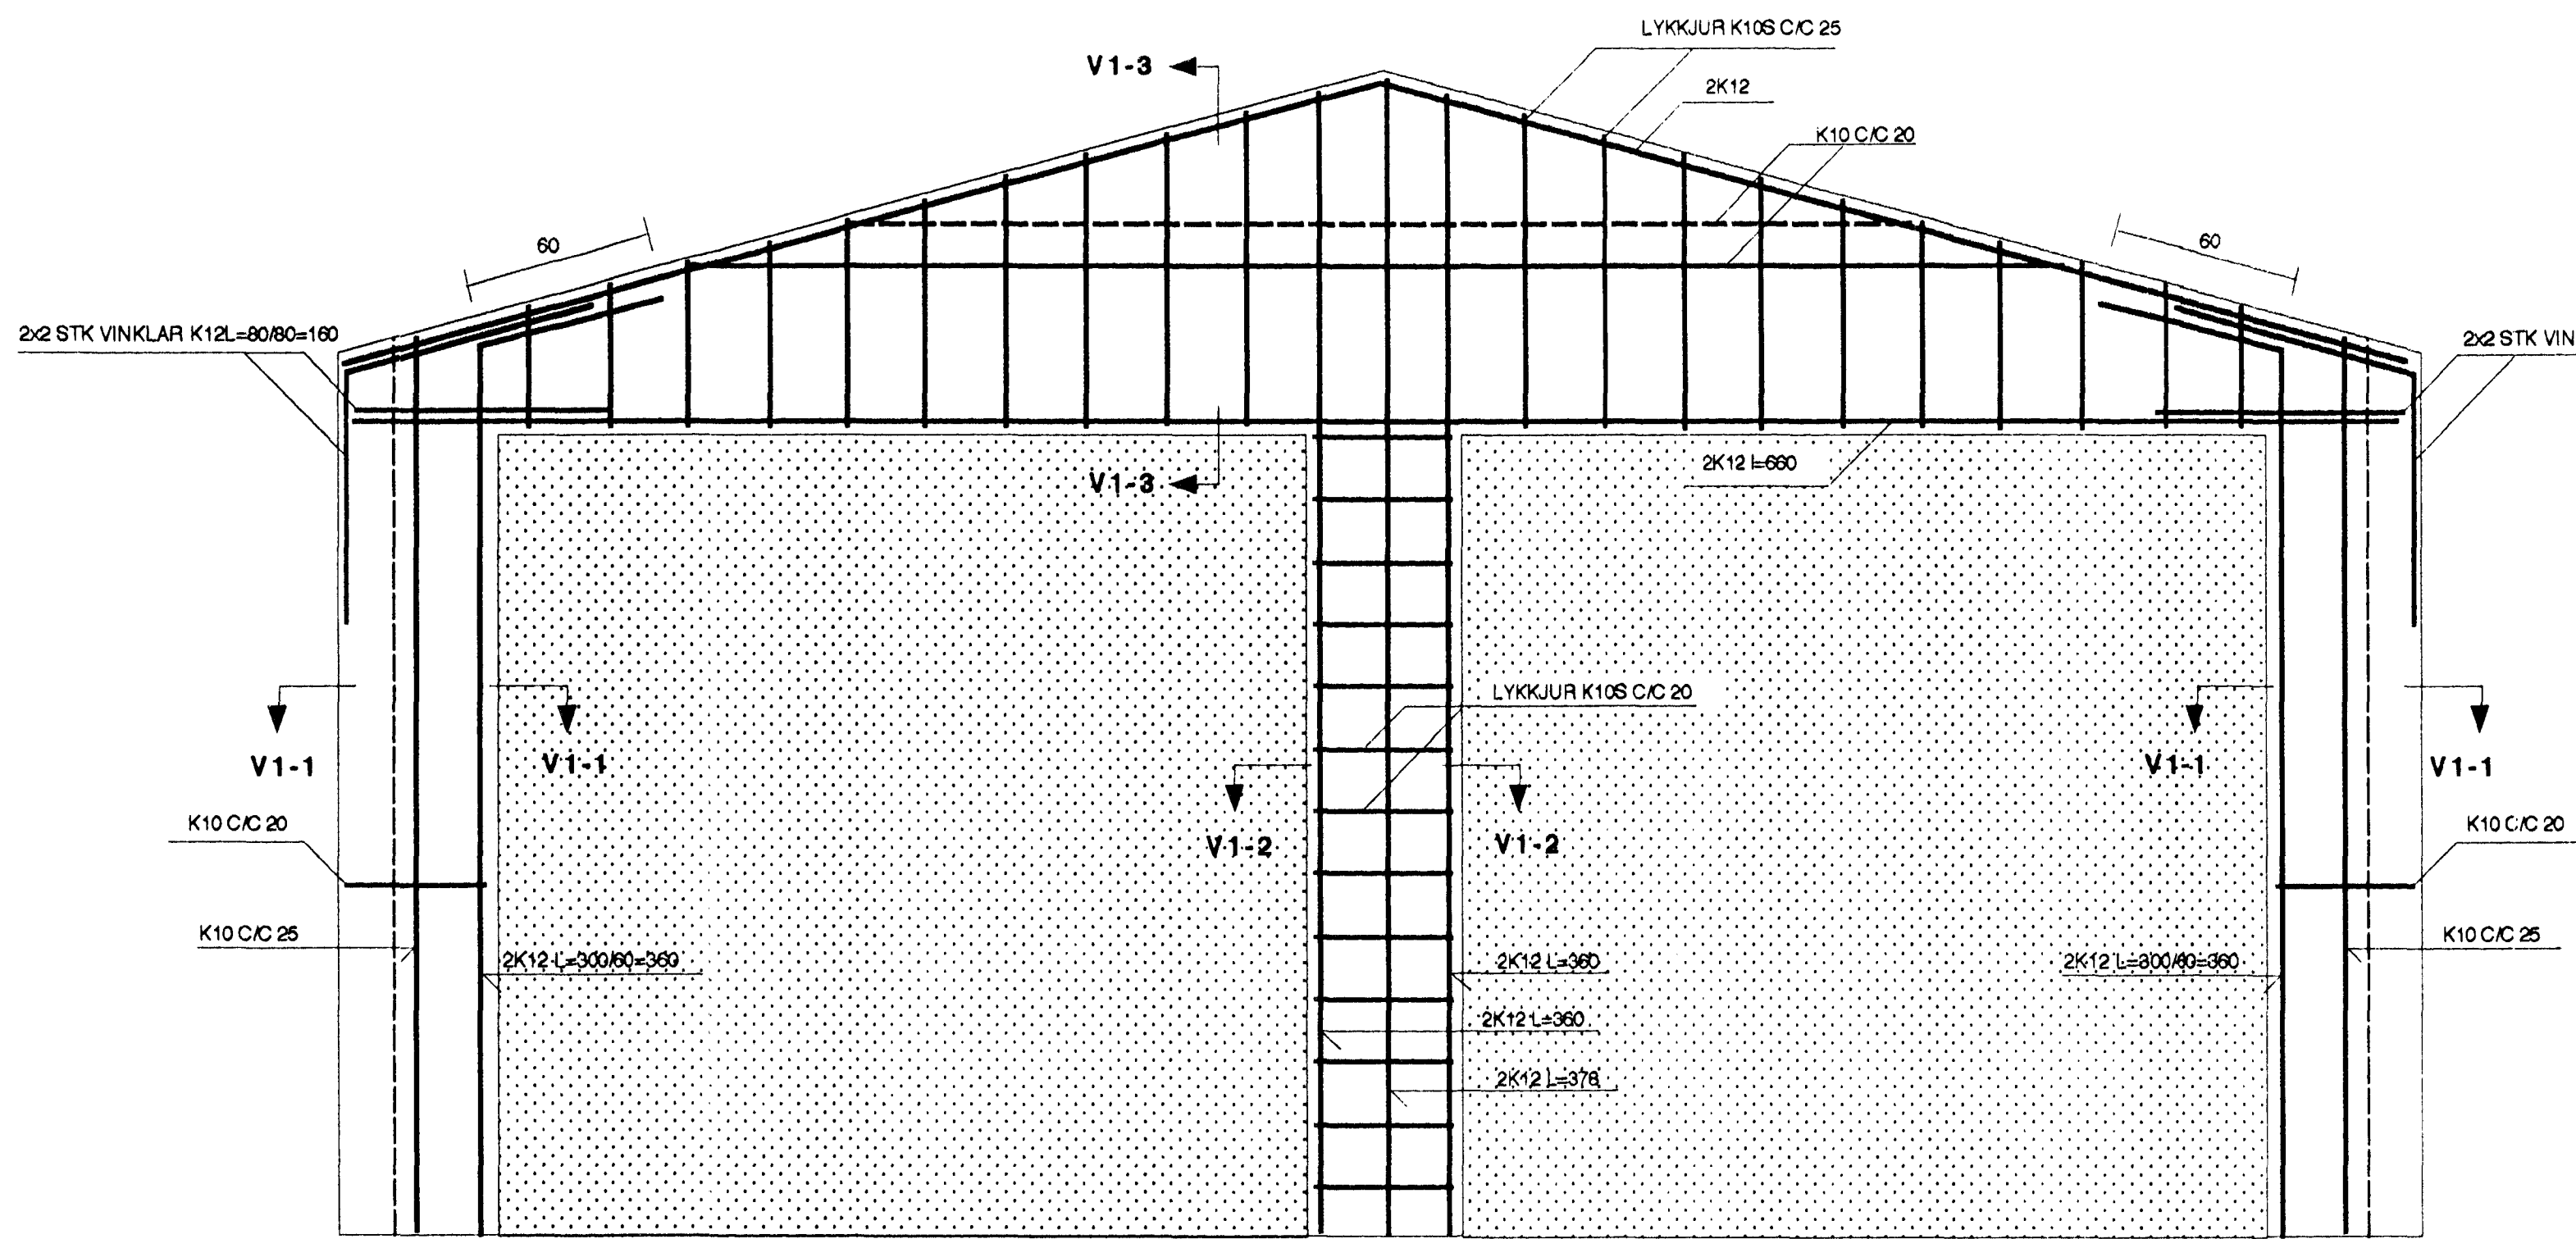 LYKKJUR K10S C/C 25
V1-3
2K12
K10 C/C 20
60
60
2x2 STK VINKLAR K12L=80/80=160
2x2 STK VIN
2K12 l=660
V1-3
LYKKJUR K10S C/C 20
V1-1
V1-1
V1-1
V1-1
K10 C/C 20
V1-2
V1-2
K10 C/C 20
K10 C/C 25
2K12 L=300/60=360
2K12 L=360
2K12 L=300/60=360
K10 C/C 25
2K12 L=360
2K12 L=378